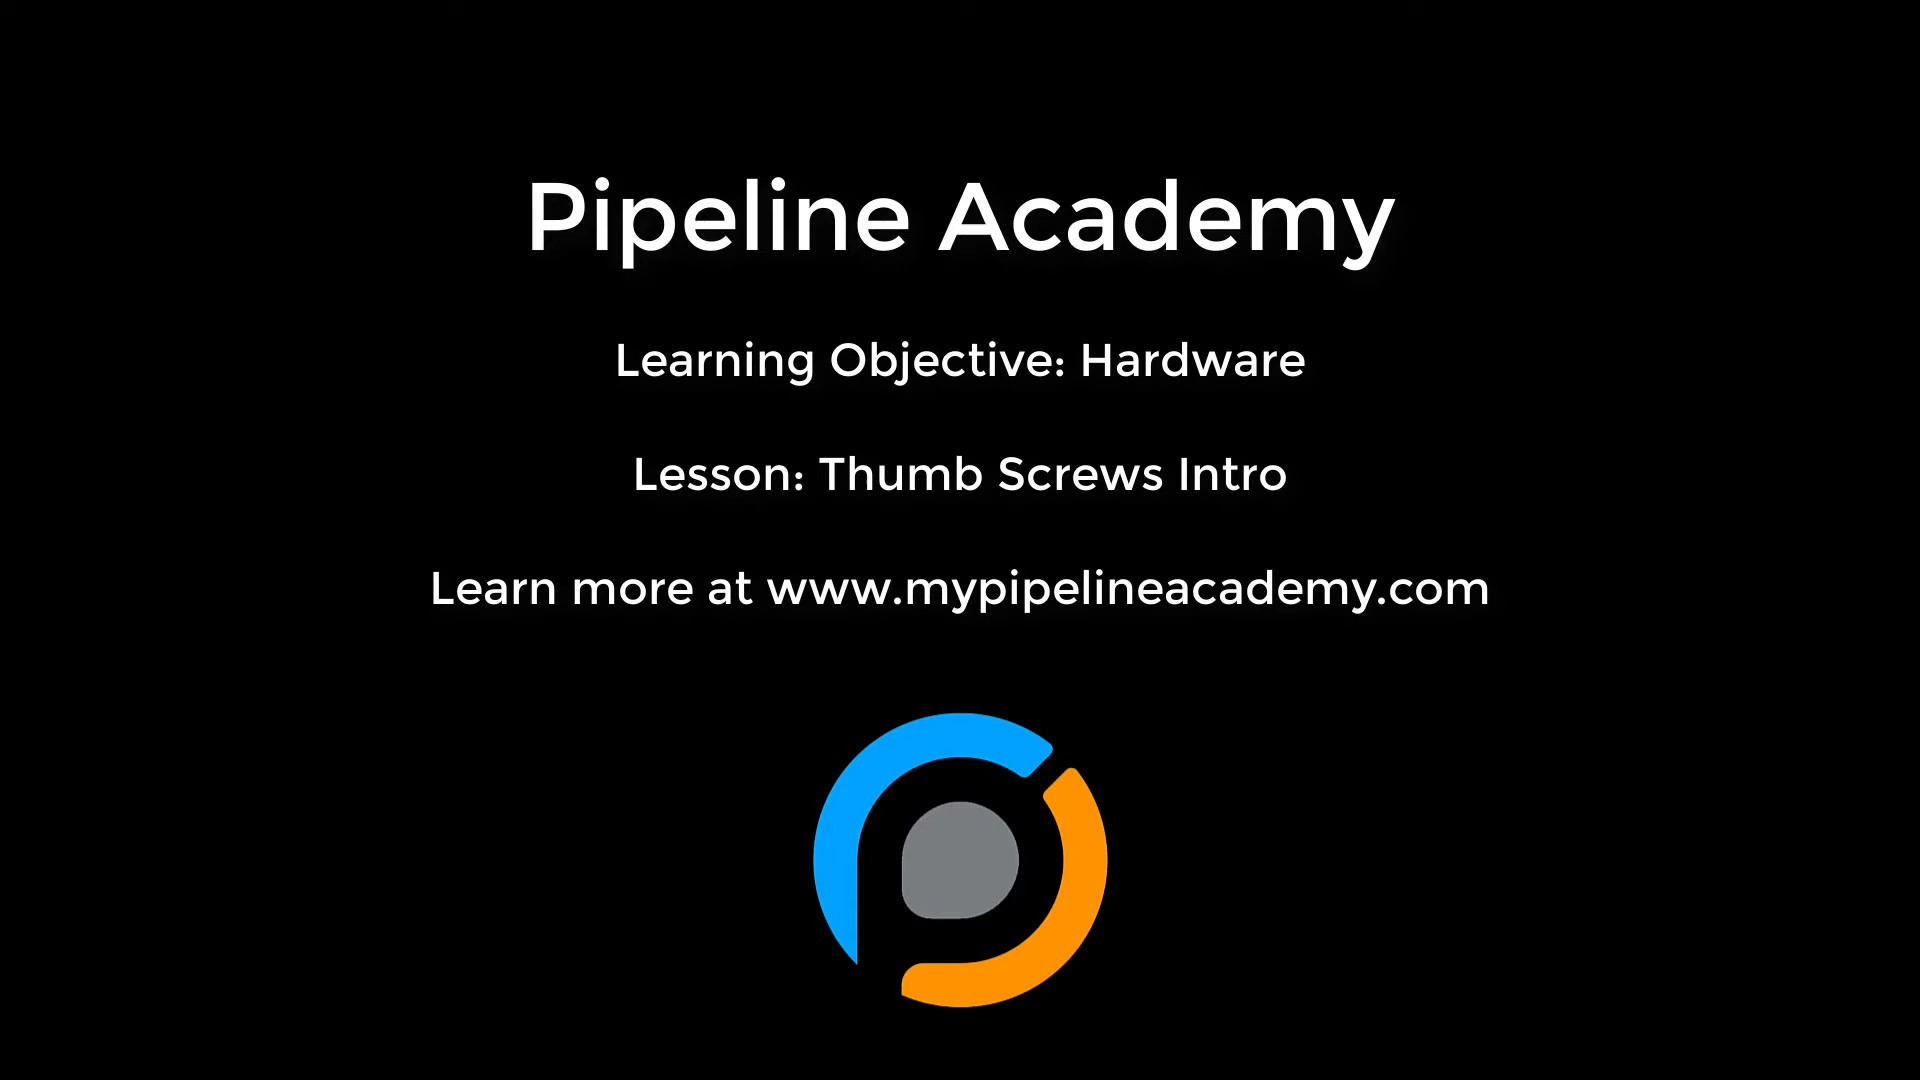 Pipeline Academy
Learning Objective: Hardware
Lesson: Thumb Screws Intro
Learn more at www.mypipelineacademy.com